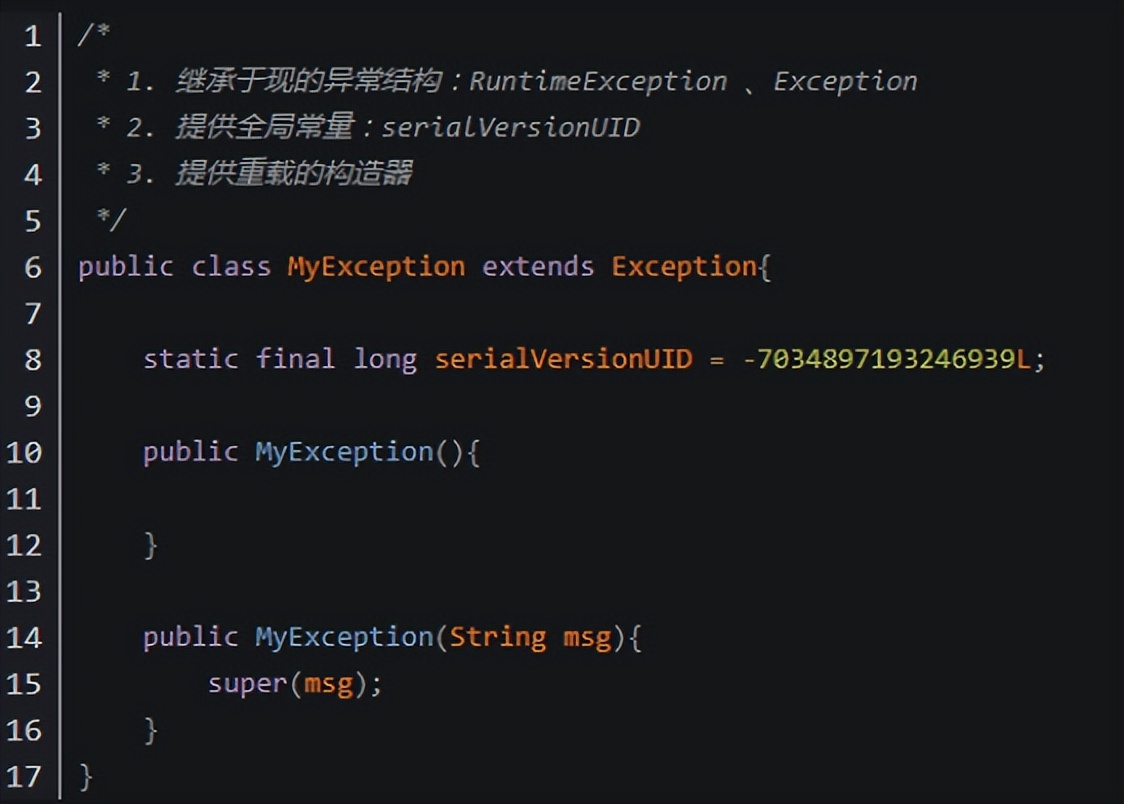 1 /*
2  * 1. 继承于现的异常结构：RuntimeException 、Exception
3  * 2. 提供全局常量：serialVersionUID
4  * 3. 提供重载的构造器
5  */
6 public class MyException extends Exception{
7
8     static final long serialVersionUID = -7034897193246939L;
9
10     public MyException(){
11
12     }
13
14     public MyException(String msg){
15         super(msg);
16     }
17 }